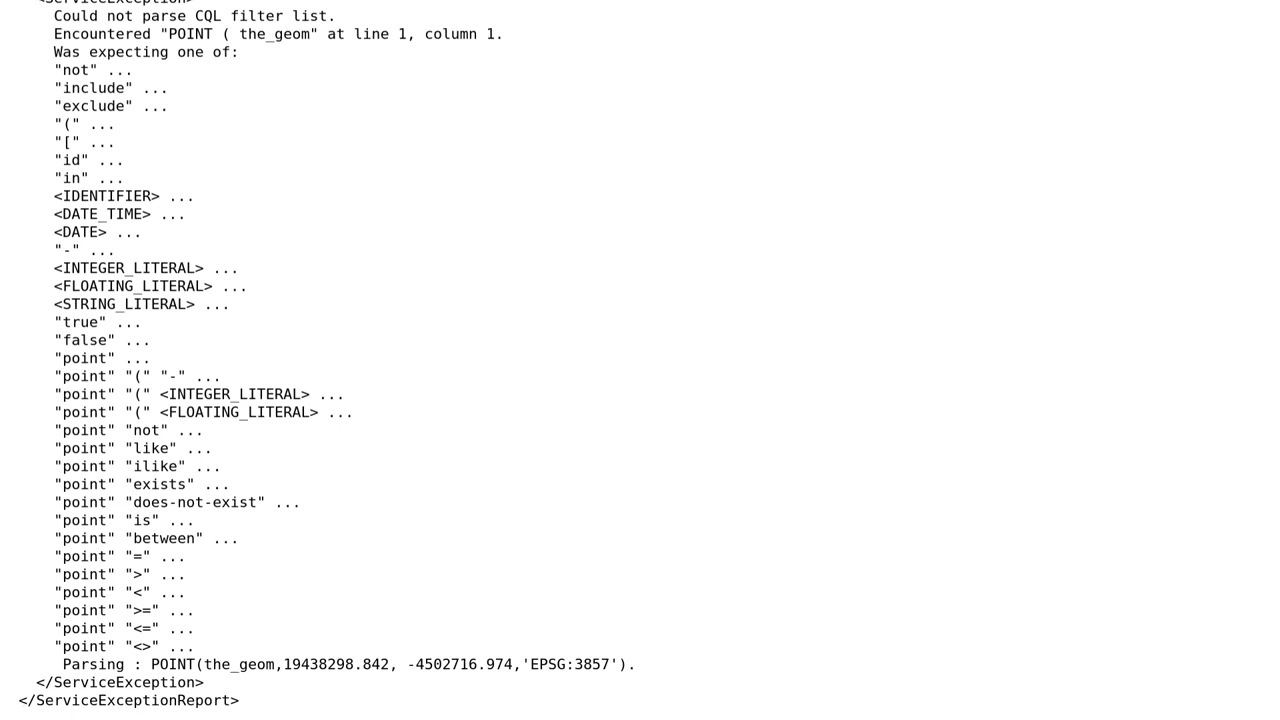 <ServiceException>
Could not parse CQL filter list.
Encountered "POINT ( the_geom" at line 1, column 1.
Was expecting one of:
"not" ...
"include" ...
"exclude" ...
"(" ...
"[" ...
"id" ...
"in" ...
<IDENTIFIER> ...
<DATE_TIME> ...
<DATE> ...
"-" ...
<INTEGER_LITERAL> ...
<FLOATING_LITERAL> ...
<STRING_LITERAL> ...
"true" ...
"false" ...
"point" ...
"point" "(" "-" ...
"point" "(" <INTEGER_LITERAL> ...
"point" "(" <FLOATING_LITERAL> ...
"point" "not" ...
"point" "like" ...
"point" "ilike" ...
"point" "exists" ...
"point" "does-not-exist" ...
"point" "is" ...
"point" "between" ...
"point" "=" ...
"point" ">" ...
"point" "<" ...
"point" ">=" ...
"point" "<=" ...
"point" "<>" ...
Parsing : POINT(the_geom,19438298.842, -4502716.974,'EPSG:3857').
</ServiceException>
</ServiceExceptionReport>